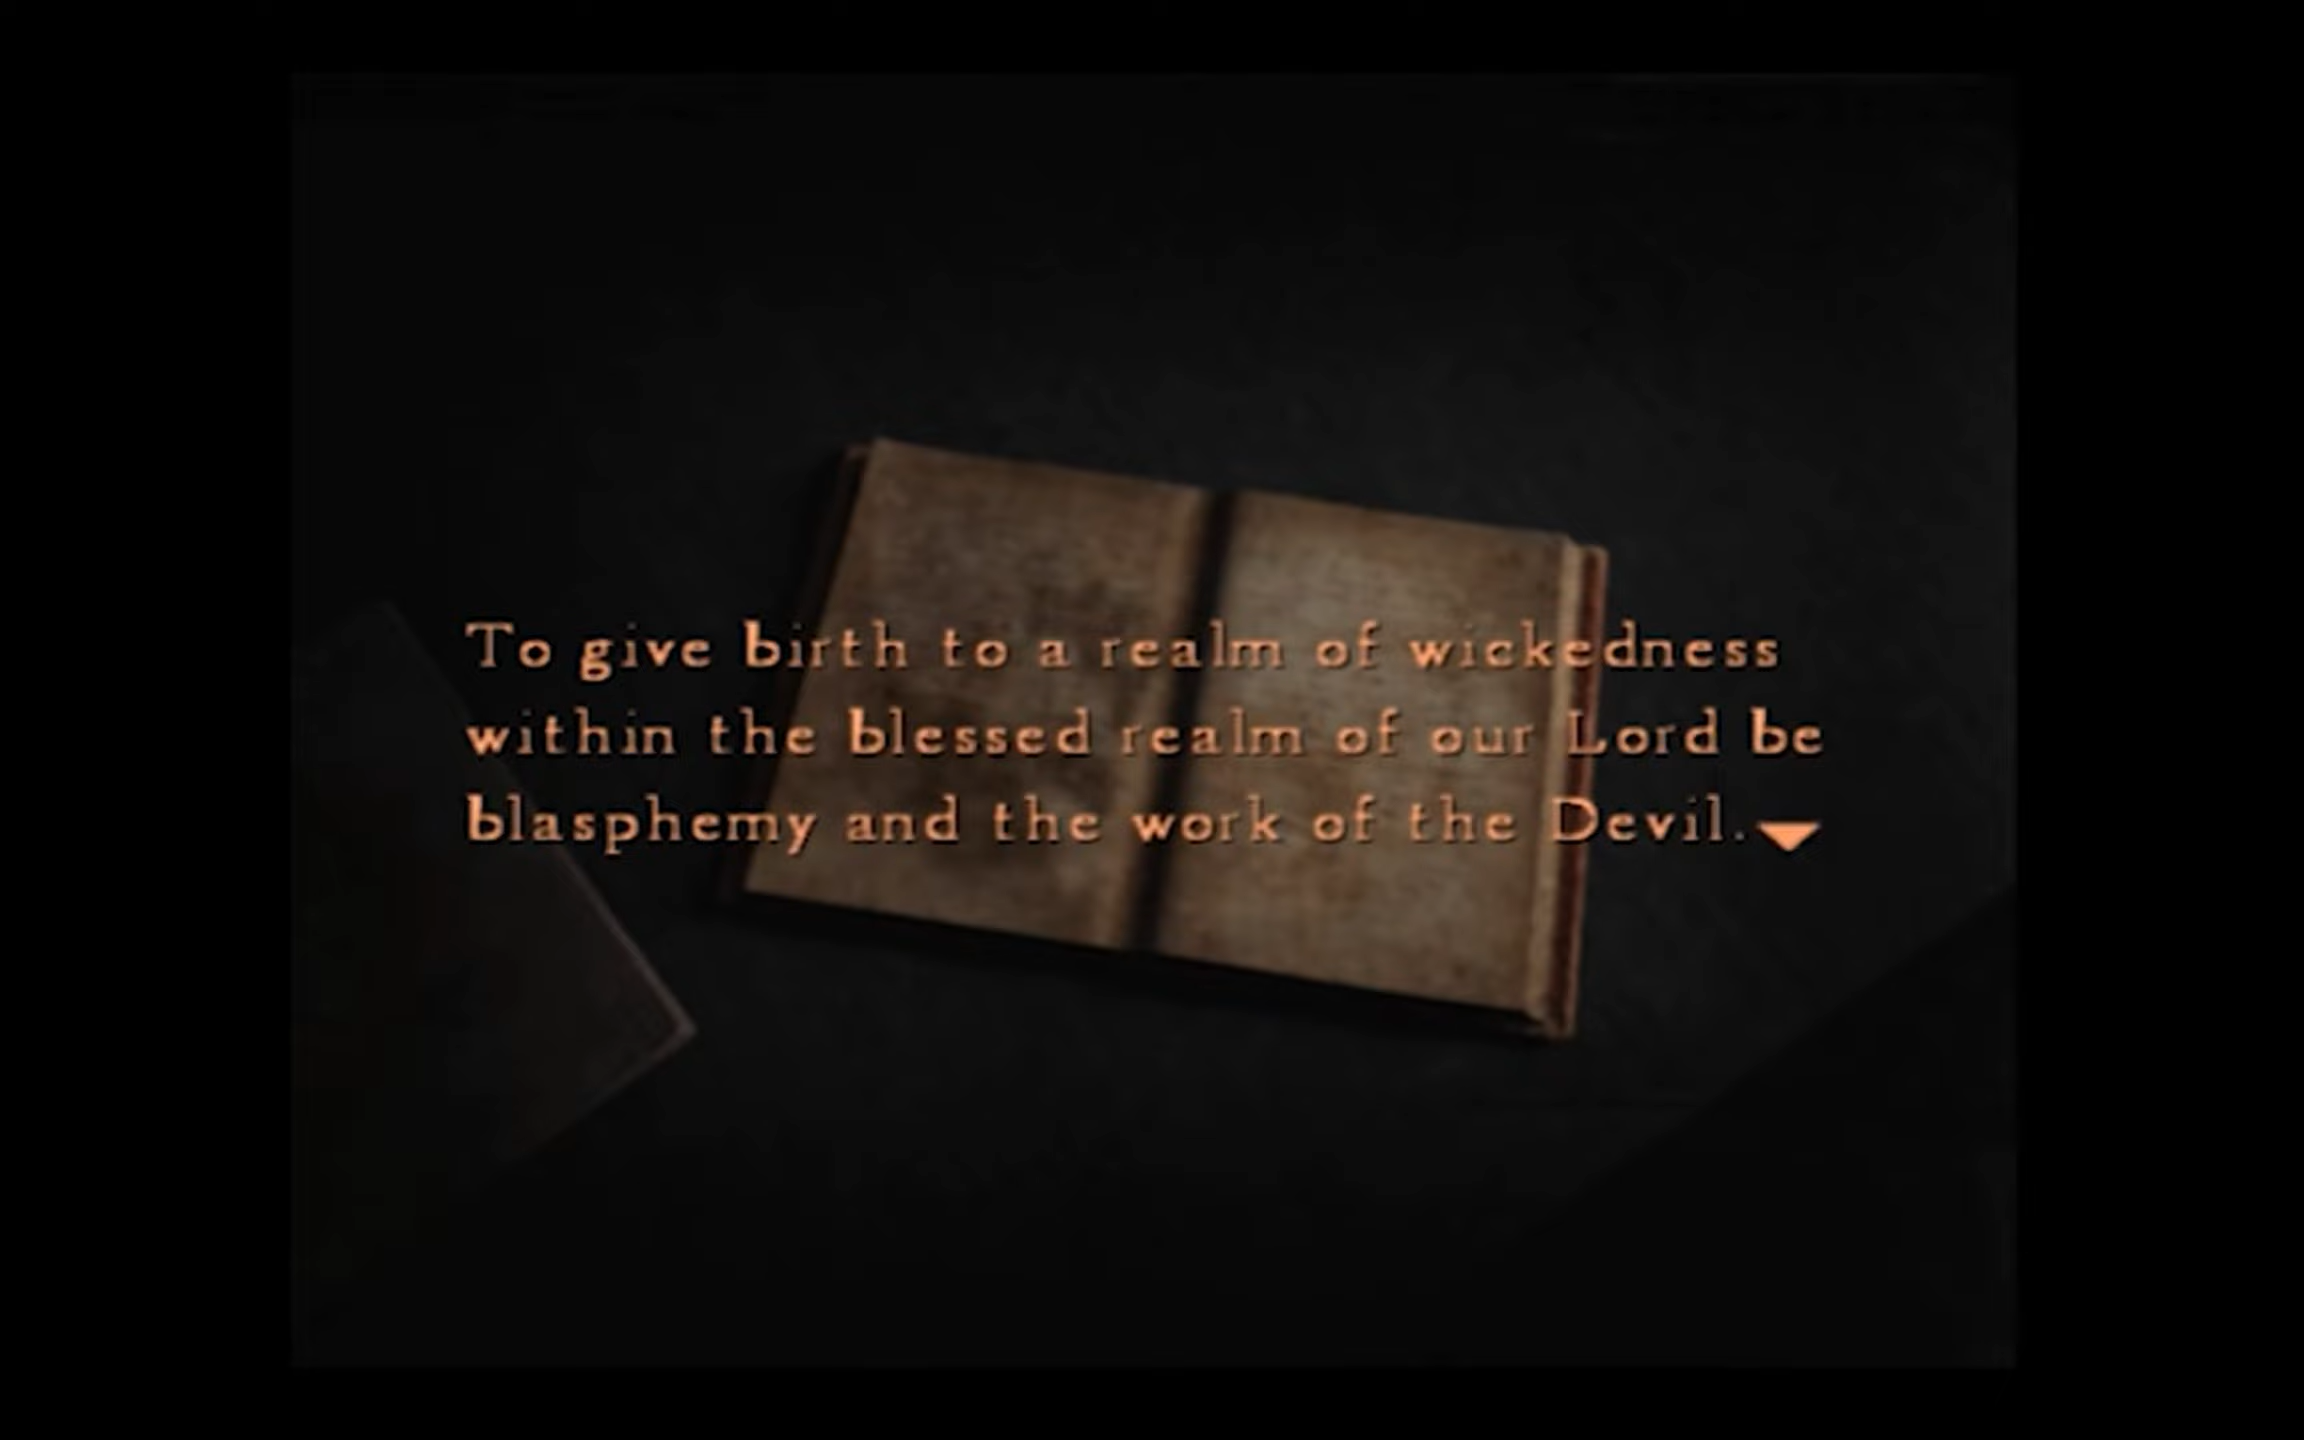 To give birth to a realm of wickedness
within the blessed realm of our Lord be
blasphemy and the work of the Devil.